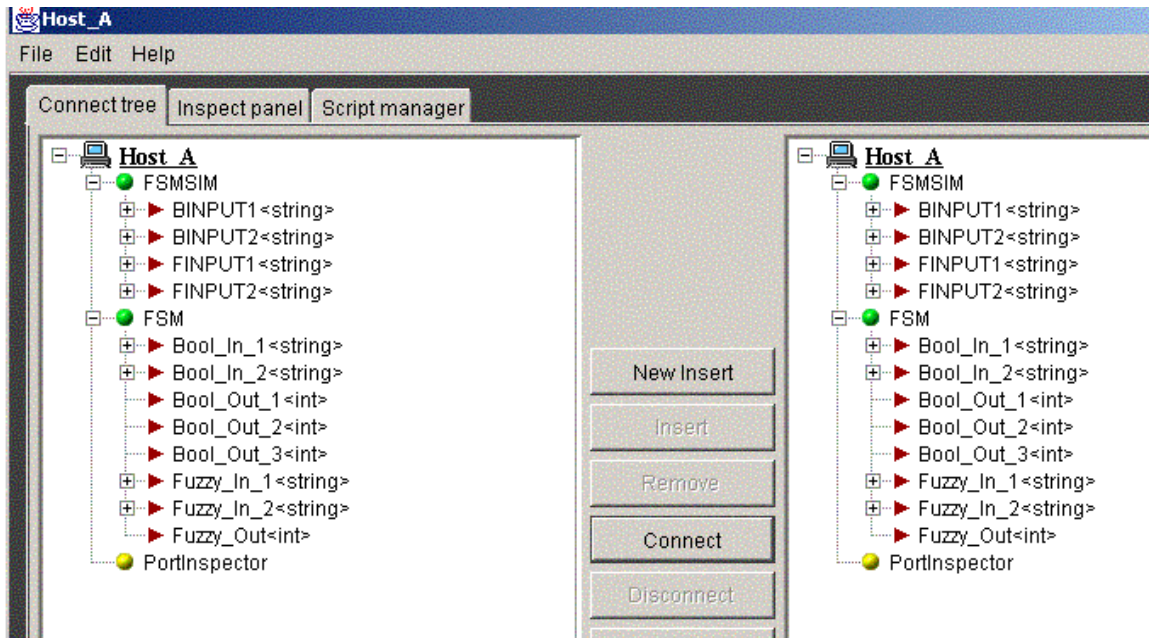 Host_A
File Edit Help
Connect tree Inspect panel Script manager
Host_A
FSMSIM
BINPUT1<string>
BINPUT2<string>
FINPUT1<string>
FINPUT2<string>
FSM
Bool_In_1<string>
Bool_In_2<string>
Bool_Out_1<int>
Bool_Out_2<int>
Bool_Out_3<int>
Fuzzy_In_1<string>
Fuzzy_In_2<string>
Fuzzy_Out<int>
PortInspector
New Insert
Insert
Remove
Connect
Disconnect
Host_A
FSMSIM
BINPUT1<string>
BINPUT2<string>
FINPUT1<string>
FINPUT2<string>
FSM
Bool_In_1<string>
Bool_In_2<string>
Bool_Out_1<int>
Bool_Out_2<int>
Bool_Out_3<int>
Fuzzy_In_1<string>
Fuzzy_In_2<string>
Fuzzy_Out<int>
PortInspector